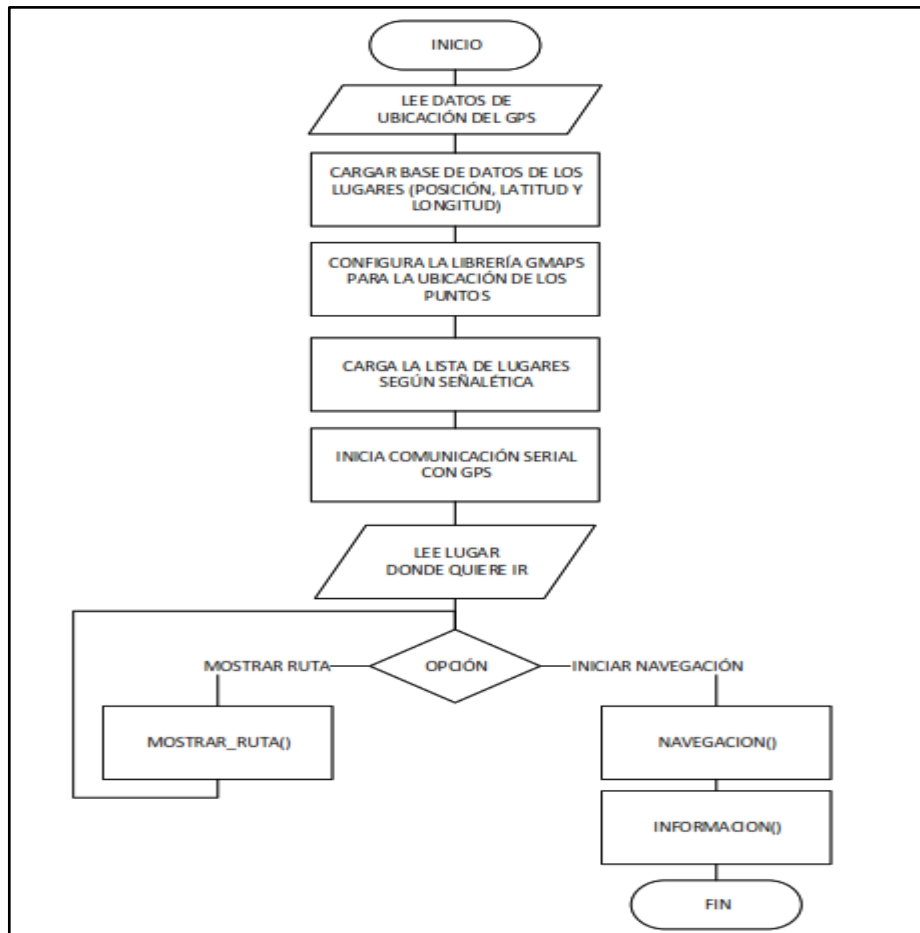 INICIO
LEE DATOS DE
UBICACIÓN DEL GPS
CARGAR BASE DE DATOS DE LOS
LUGARES (POSICIÓN, LATITUD Y
LONGITUD)
CONFIGURA LA LIBRERÍA GMAPS
PARA LA UBICACIÓN DE LOS
PUNTOS
CARGA LA LISTA DE LUGARES
SEGÚN SEÑALÉTICA
INICIA COMUNICACIÓN SERIAL
CON GPS
LEE LUGAR
DONDE QUIERE IR
MOSTRAR RUTA
OPCIÓN
INICIAR NAVEGACIÓN
MOSTRAR_RUTA()
NAVEGACION()
INFORMACION()
FIN